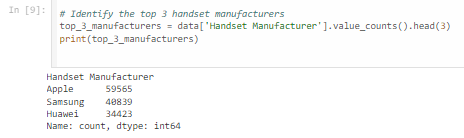 In [9]:
# Identify the top 3 handset manufacturers
top_3_manufacturers = data['Handset Manufacturer'].value_counts().head(3)
print(top_3_manufacturers)
Handset Manufacturer
Apple      59565
Samsung    40839
Huawei     34423
Name: count, dtype: int64